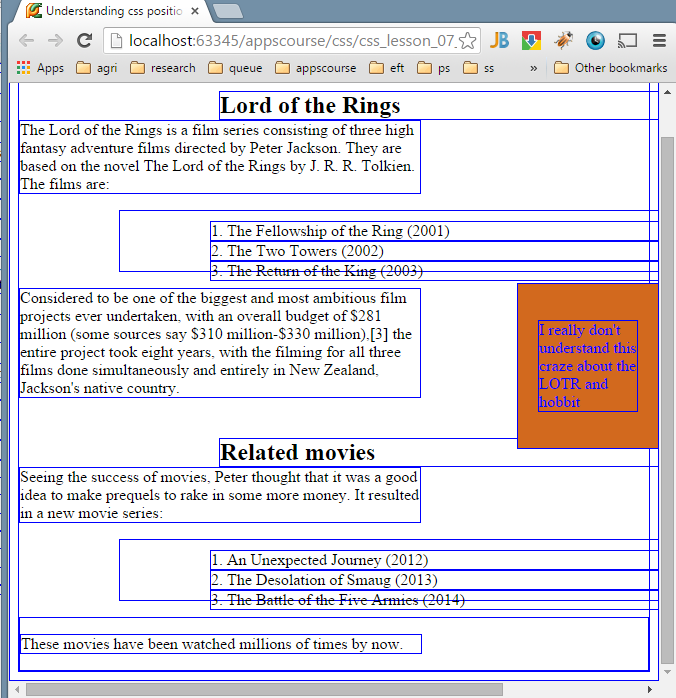 Understanding css positio
localhost:63345/appscourse/css/css_lesson_07_
JB
Apps agri research queue appscourse eft ps ss » Other bookmarks
Lord of the Rings
The Lord of the Rings is a film series consisting of three high
fantasy adventure films directed by Peter Jackson. They are
based on the novel The Lord of the Rings by J. R. R. Tolkien.
The films are:
1. The Fellowship of the Ring (2001)
2. The Two Towers (2002)
3. The Return of the King (2003)
Considered to be one of the biggest and most ambitious film
projects ever undertaken, with an overall budget of $281
million (some sources say $310 million-$330 million),[3] the
entire project took eight years, with the filming for all three
films done simultaneously and entirely in New Zealand,
Jackson's native country.
I really don't
understand this
craze about the
LOTR and
hobbit
Related movies
Seeing the success of movies, Peter thought that it was a good
idea to make prequels to rake in some more money. It resulted
in a new movie series:
1. An Unexpected Journey (2012)
2. The Desolation of Smaug (2013)
3. The Battle of the Five Armies (2014)
These movies have been watched millions of times by now.